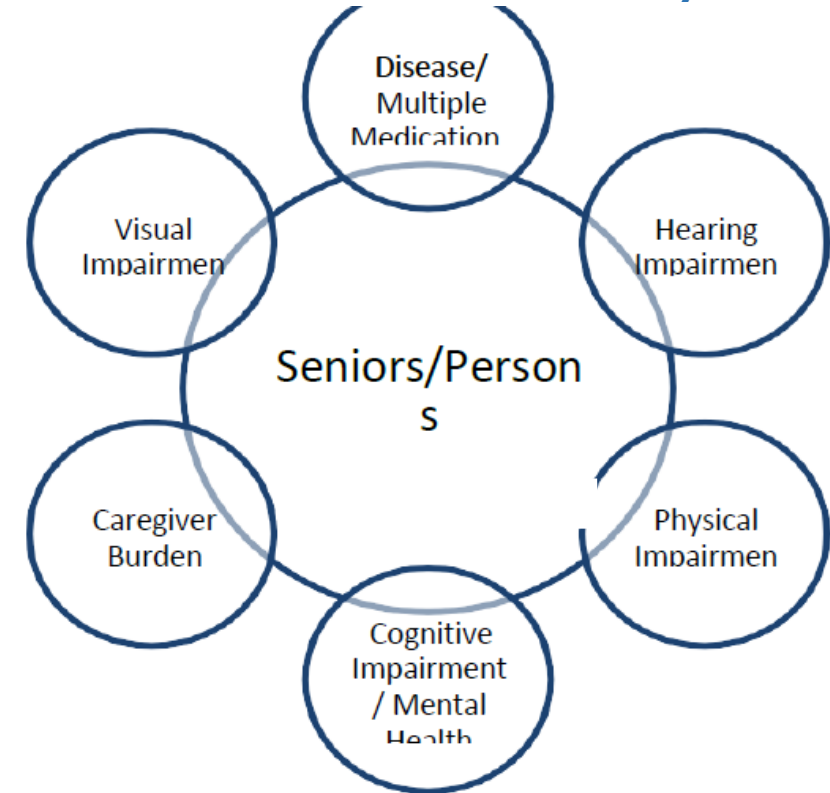 Disease/
Multiple
Medication
Visual
Impairmen
Hearing
Impairmen
Seniors/Person
s
Caregiver
Burden
Physical
Impairmen
Cognitive
Impairment
/ Mental
Health